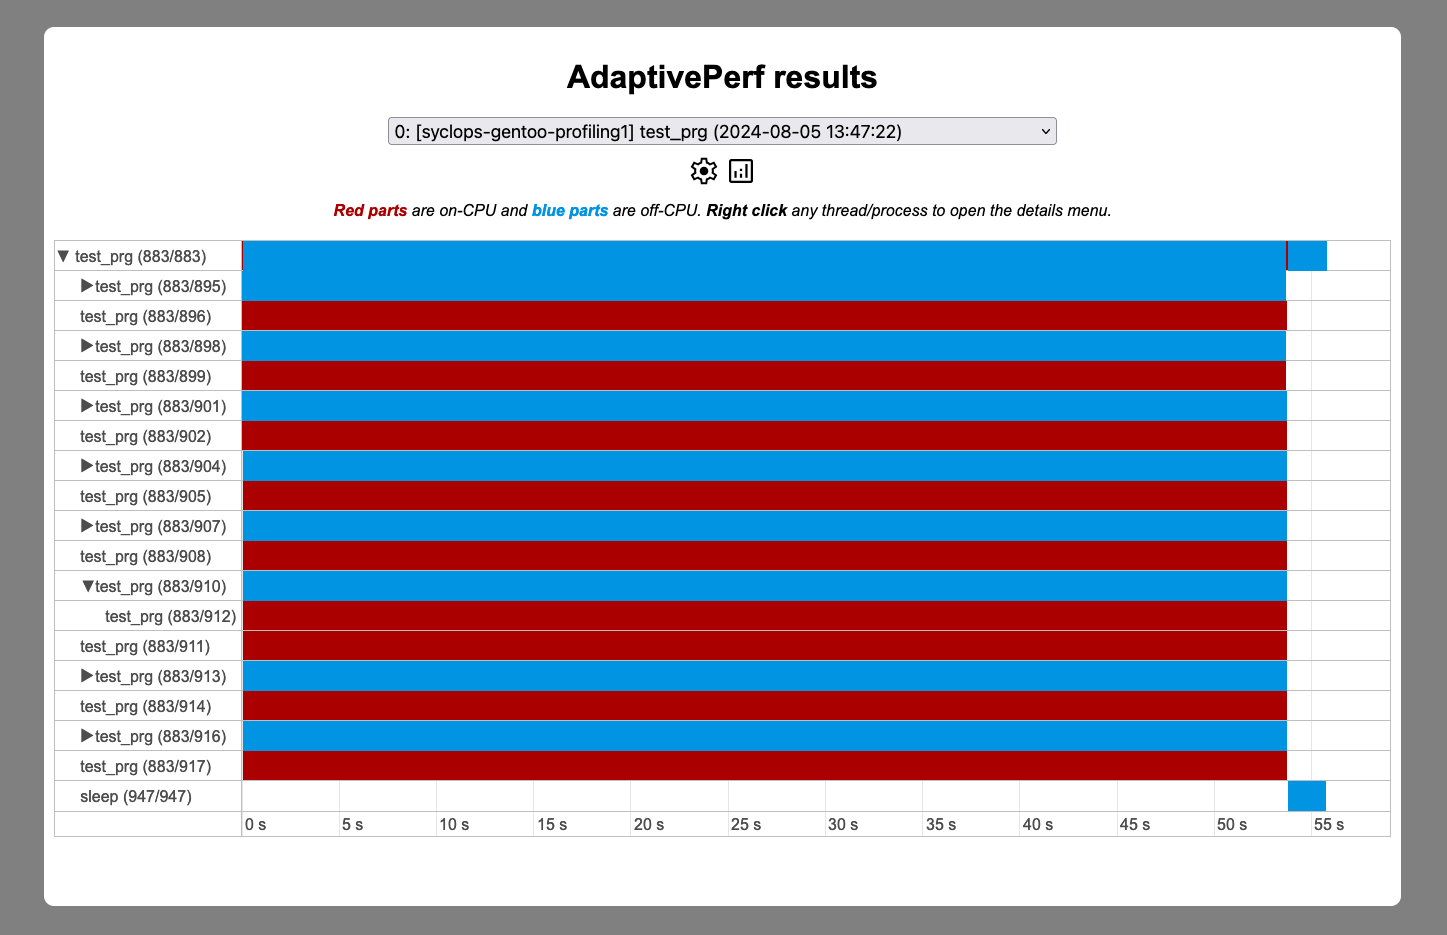 AdaptivePerf results
0: [syclops-gentoo-profiling1] test_prg (2024-08-05 13:47:22)
Red parts are on-CPU and blue parts are off-CPU. Right click any thread/process to open the details menu.
test_prg (883/883)
test_prg (883/895)
test_prg (883/896)
test_prg (883/898)
test_prg (883/899)
test_prg (883/901)
test_prg (883/902)
test_prg (883/904)
test_prg (883/905)
test_prg (883/907)
test_prg (883/908)
test_prg (883/910)
test_prg (883/912)
test_prg (883/911)
test_prg (883/913)
test_prg (883/914)
test_prg (883/916)
test_prg (883/917)
sleep (947/947)
0 s 5 s 10 s 15 s 20 s 25 s 30 s 35 s 40 s 45 s 50 s 55 s